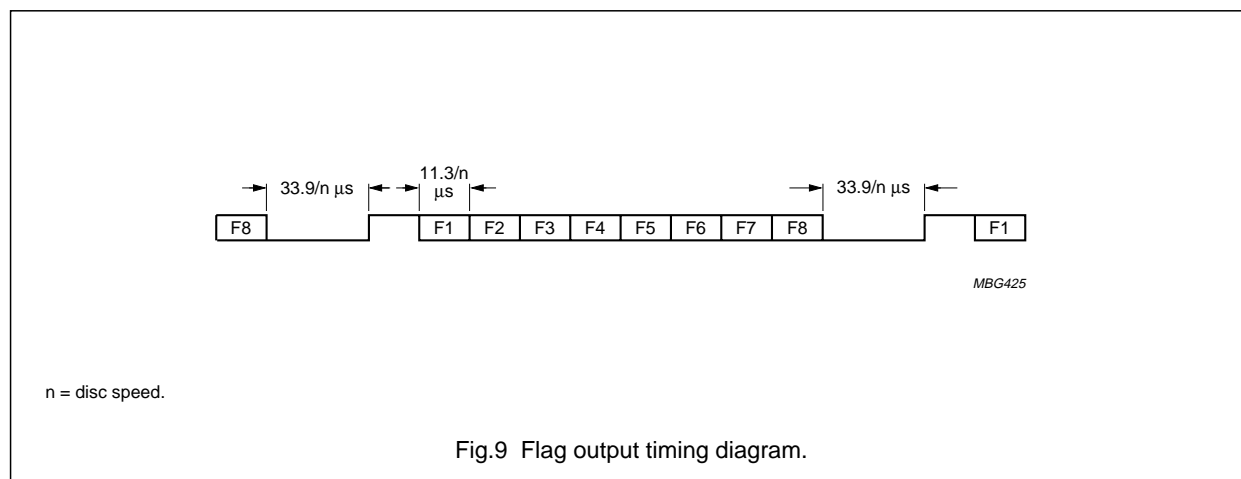 33.9/n μs
11.3/n
μs
33.9/n μs
F8 F1 F2 F3 F4 F5 F6 F7 F8 F1
MBG425
n = disc speed.
Fig.9 Flag output timing diagram.